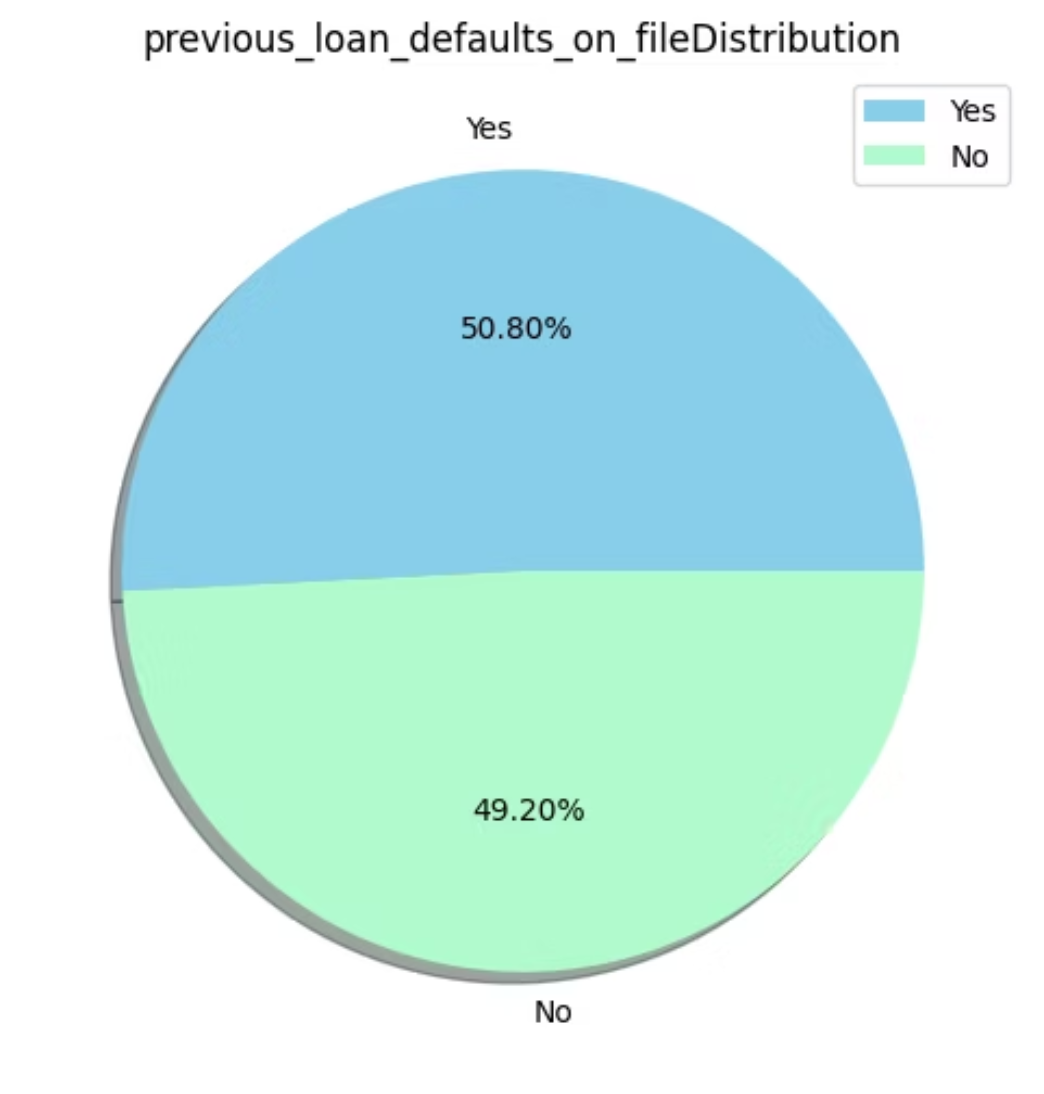 previous_loan_defaults_on_fileDistribution
Yes
No
Yes
50.80%
49.20%
No